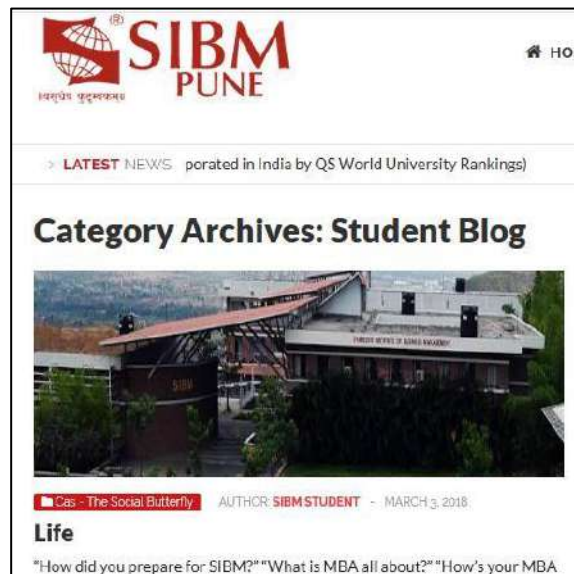 SIBM
®
PUNE
॥वसुधैव कुटुम्बकम्॥
HO
> LATEST NEWS porated in India by QS World University Rankings)
Category Archives: Student Blog
SIBM
Cas - The Social Butterfly AUTHOR: SIBM STUDENT - MARCH 3, 2018
Life
"How did you prepare for SIBM?" "What is MBA all about?" "How's your MBA